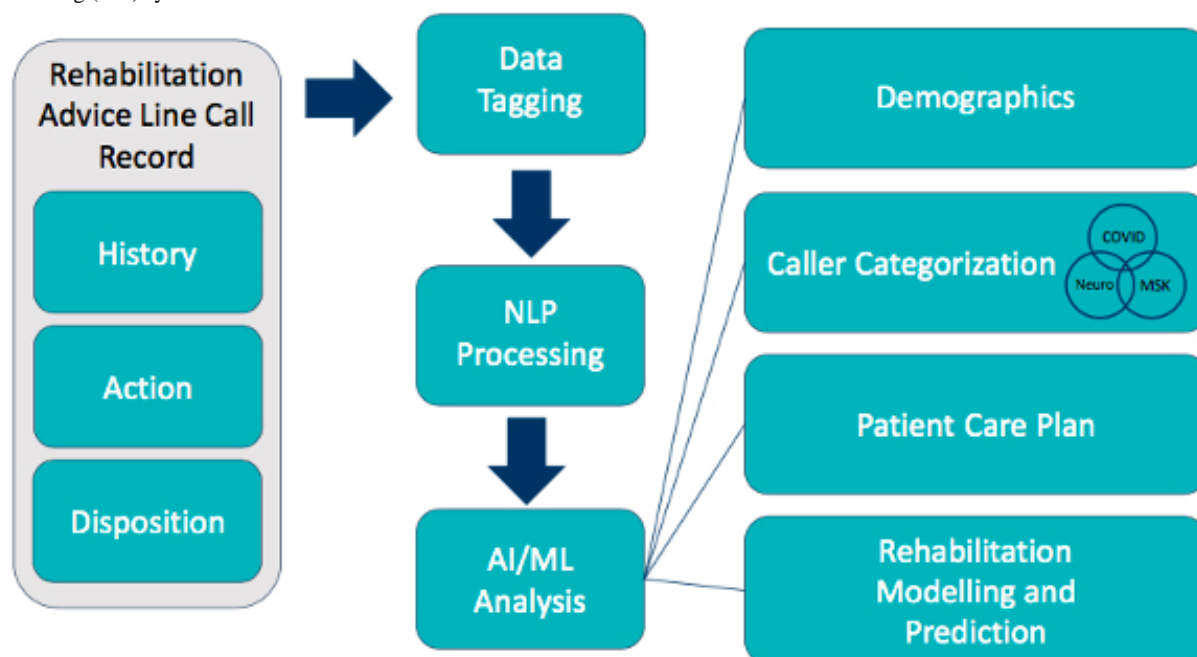 Rehabilitation
Advice Line Call
Record
History
Action
Disposition
Data
Tagging
NLP
Processing
AI/ML
Analysis
Demographics
Caller Categorization
COVID
Neuro
MSK
Patient Care Plan
Rehabilitation
Modelling and
Prediction